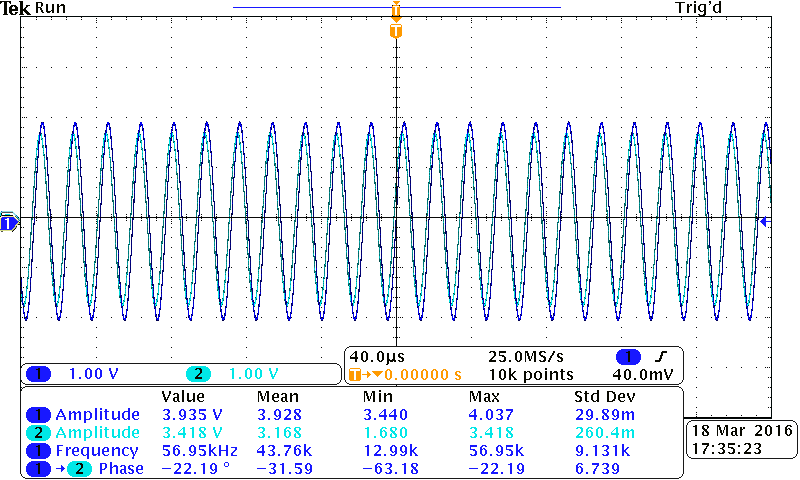 Tek Run Trig'd
T
T
1
40.0µs 25.0MS/s 1 ʃ
1 1.00 V 2 1.00 V
T→▼0.00000 s 10k points 40.0mV
Value Mean Min Max Std Dev
1 Amplitude 3.935 V 3.928 3.440 4.037 29.89m
2 Amplitude 3.418 V 3.168 1.680 3.418 260.4m
1 Frequency 56.95kHz 43.76k 12.99k 56.95k 9.131k
1 → 2 Phase −22.19 ° −31.59 −63.18 −22.19 6.739
18 Mar 2016
17:35:23